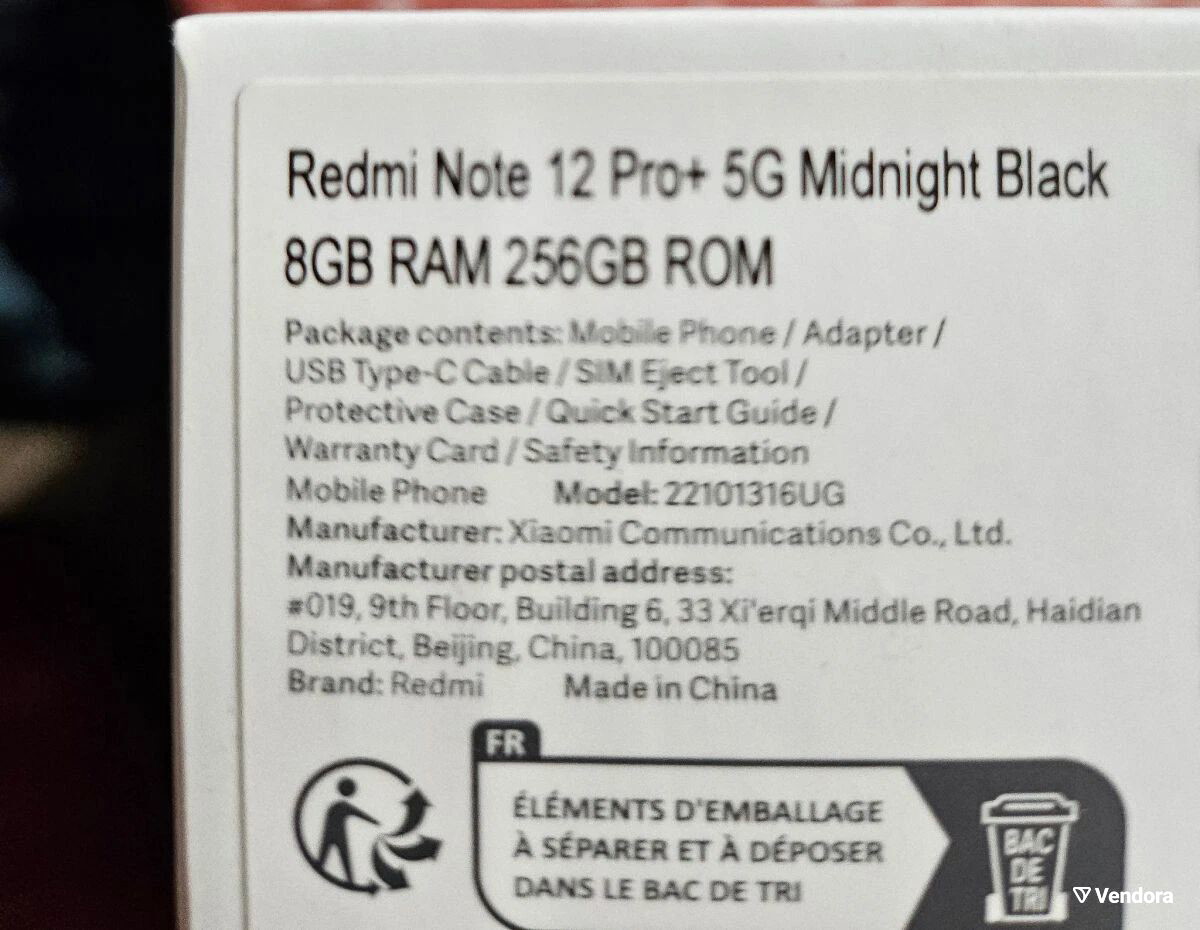 Redmi Note 12 Pro+ 5G Midnight Black
8GB RAM 256GB ROM
Package contents: Mobile Phone / Adapter /
USB Type-C Cable / SIM Eject Tool /
Protective Case / Quick Start Guide /
Warranty Card / Safety Information
Mobile Phone Model: 22101316UG
Manufacturer: Xiaomi Communications Co., Ltd.
Manufacturer postal address:
#019, 9th Floor, Building 6, 33 Xi'erqi Middle Road, Haidian
District, Beijing, China, 100085
Brand: Redmi Made in China
FR
ÉLÉMENTS D'EMBALLAGE
À SÉPARER ET À DÉPOSER
DANS LE BAC DE TRI
BAC
DE
TRI
Vendora